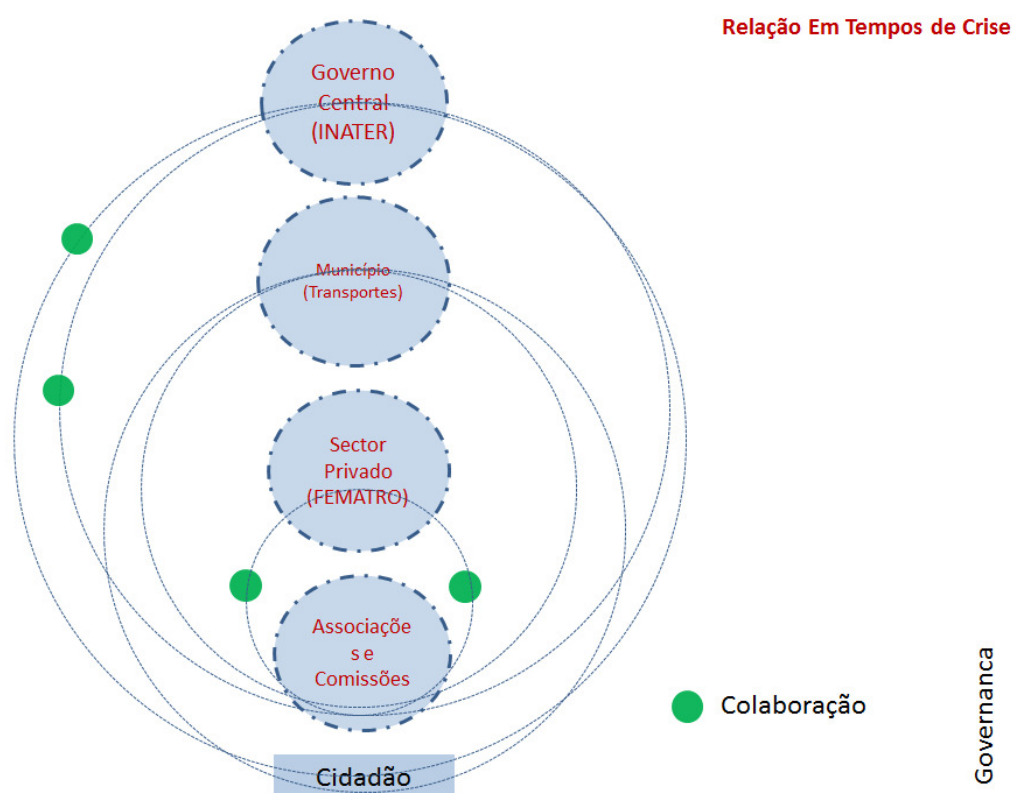 Relação Em Tempos de Crise
Governo
Central
(INATER)
Município
(Transportes)
Sector
Privado
(FEMATRO)
Associaçõe
s e
Comissões
Cidadão
Colaboração
Governanca